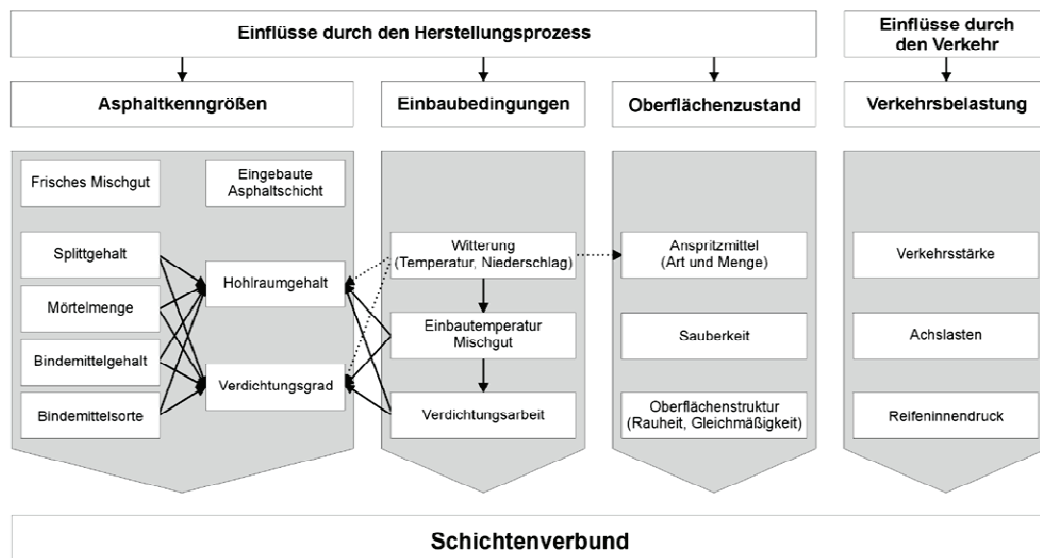 Einflüsse durch den Herstellungsprozess
Einflüsse durch
den Verkehr
Asphaltkenngrößen
Einbaubedingungen
Oberflächenzustand
Verkehrsbelastung
Frisches Mischgut
Eingebaute
Asphaltschicht
Splittgehalt
Mörtelmenge
Bindemittelgehalt
Bindemittelsorte
Hohlraumgehalt
Verdichtungsgrad
Witterung
(Temperatur, Niederschlag)
Einbautemperatur
Mischgut
Verdichtungsarbeit
Anspritzmittel
(Art und Menge)
Sauberkeit
Oberflächenstruktur
(Rauheit, Gleichmäßigkeit)
Verkehrsstärke
Achslasten
Reifeninnendruck
Schichtenverbund